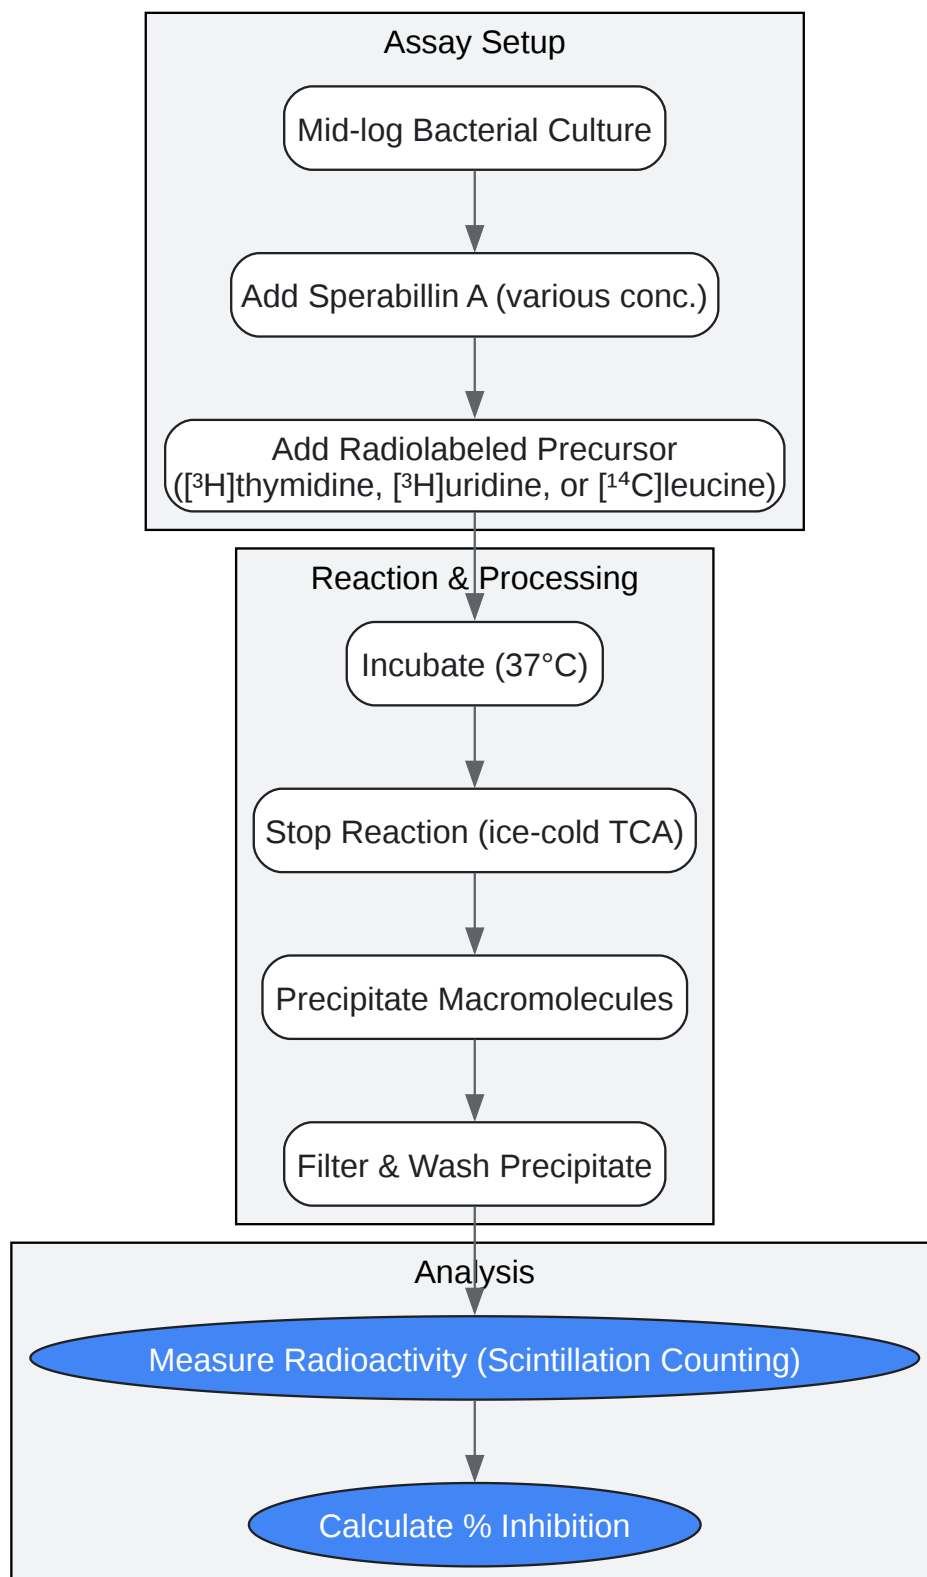 Assay Setup
Mid-log Bacterial Culture
Add Sperabillin A (various conc.)
Add Radiolabeled Precursor
([³H]thymidine, [³H]uridine, or [¹⁴C]leucine)
Reaction & Processing
Incubate (37°C)
Stop Reaction (ice-cold TCA)
Precipitate Macromolecules
Filter & Wash Precipitate
Analysis
Measure Radioactivity (Scintillation Counting)
Calculate % Inhibition